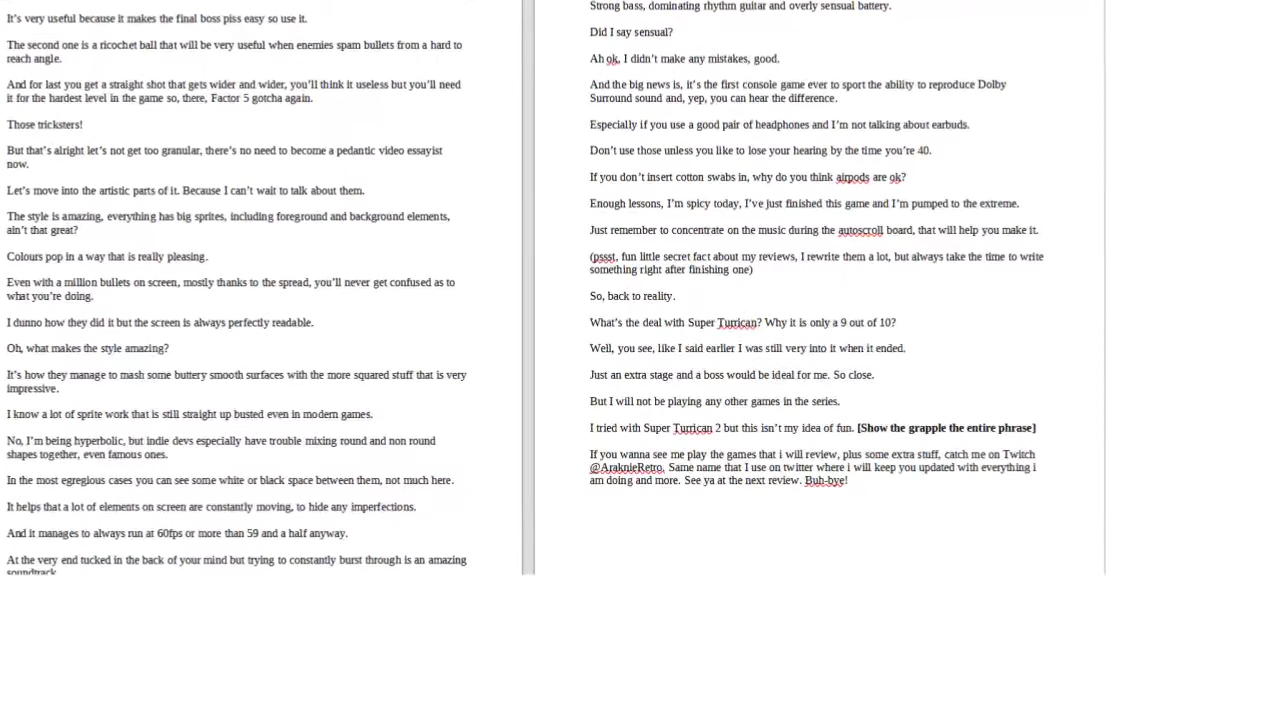 It's very useful because it makes the final boss piss easy so use it.
The second one is a ricochet ball that will be very useful when enemies spam bullets from a hard to
reach angle.
And for last you get a straight shot that gets wider and wider, you'll think it useless but you'll need
it for the hardest level in the game so, there, Factor 5 gotcha again.
Those tricksters!
But that's alright let's not get too granular, there's no need to become a pedantic video essayist
now.
Let's move into the artistic parts of it. Because I can't wait to talk about them.
The style is amazing, everything has big sprites, including foreground and background elements,
ain't that great?
Colours pop in a way that is really pleasing.
Even with a million bullets on screen, mostly thanks to the spread, you'll never get confused as to
what you're doing.
I dunno how they did it but the screen is always perfectly readable.
Oh, what makes the style amazing?
It's how they manage to mash some buttery smooth surfaces with the more squared stuff that is very
impressive.
I know a lot of sprite work that is still straight up busted even in modern games.
No, I'm being hyperbolic, but indie devs especially have trouble mixing round and non round
shapes together, even famous ones.
In the most egregious cases you can see some white or black space between them, not much here.
It helps that a lot of elements on screen are constantly moving, to hide any imperfections.
And it manages to always run at 60fps or more than 59 and a half anyway.
At the very end tucked in the back of your mind but trying to constantly burst through is an amazing
soundtrack
Strong bass, dominating rhythm guitar and overly sensual battery.
Did I say sensual?
Ah ok, I didn't make any mistakes, good.
And the big news is, it's the first console game ever to sport the ability to reproduce Dolby
Surround sound and, yep, you can hear the difference.
Especially if you use a good pair of headphones and I'm not talking about earbuds.
Don't use those unless you like to lose your hearing by the time you're 40.
If you don't insert cotton swabs in, why do you think airpods are ok?
Enough lessons, I'm spicy today, I've just finished this game and I'm pumped to the extreme.
Just remember to concentrate on the music during the autoscroll board, that will help you make it.
(pssst, fun little secret fact about my reviews, I rewrite them a lot, but always take the time to write
something right after finishing one)
So, back to reality.
What's the deal with Super Turrican? Why it is only a 9 out of 10?
Well, you see, like I said earlier I was still very into it when it ended.
Just an extra stage and a boss would be ideal for me. So close.
But I will not be playing any other games in the series.
I tried with Super Turrican 2 but this isn't my idea of fun. [Show the grapple the entire phrase]
If you wanna see me play the games that i will review, plus some extra stuff, catch me on Twitch
@AraknieRetro. Same name that I use on twitter where i will keep you updated with everything i
am doing and more. See ya at the next review. Buh-bye!